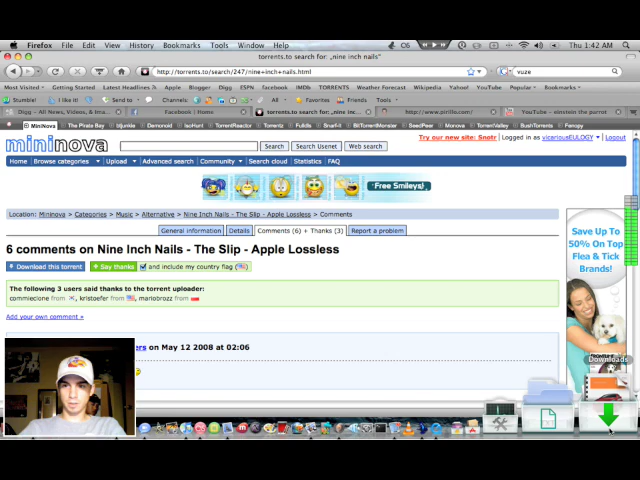 Firefox File Edit View History Bookmarks Tools Window Help Thu 1:42 AM
torrents.to search for: „nine inch nails"
http://torrents.to/search/247/nine+inch+nails.html vuze
Most Visited Getting Started Latest Headlines Apple Blogger Digg ESPN Engadget Facebook IMDb TORRENTS Google Wikipedia YouTube
Stumble! I like it! Send to All Favorites Friends Tools
Digg - All News, Videos, & Image... Facebook | Home torrents.to search for: „nine in... http://www.pirillo.com/ YouTube - einstein the parrot
MiniNova The Pirate Bay btjunkie Demonoid IsoHunt TorrentReactor Torrentz Fulldls Snarf-It BitTorrentMonster SeedPeer Monova TorrentValley BushTorrents Fenopy
mininova Search Search Usenet Web search
Try our new site: Snotr Logged in as vicariousEULOGY Logout
Home Browse categories Upload Advanced search Community Search cloud Statistics FAQ
Free Smileys!
Location: Mininova > Categories > Music > Alternative > Nine Inch Nails - The Slip - Apple Lossless > Comments
General information Details Comments (6) + Thanks (3) Report a problem
6 comments on Nine Inch Nails - The Slip - Apple Lossless
Download this torrent Say thanks and include my country flag
The following 3 users said thanks to the torrent uploader:
commiecione from , kristoefer from , mariobrozz from
Add your own comment +
on May 12 2008 at 02:06
Save Up To
50% On Top
Flea & Tick
Brands!
Downloads
TXT